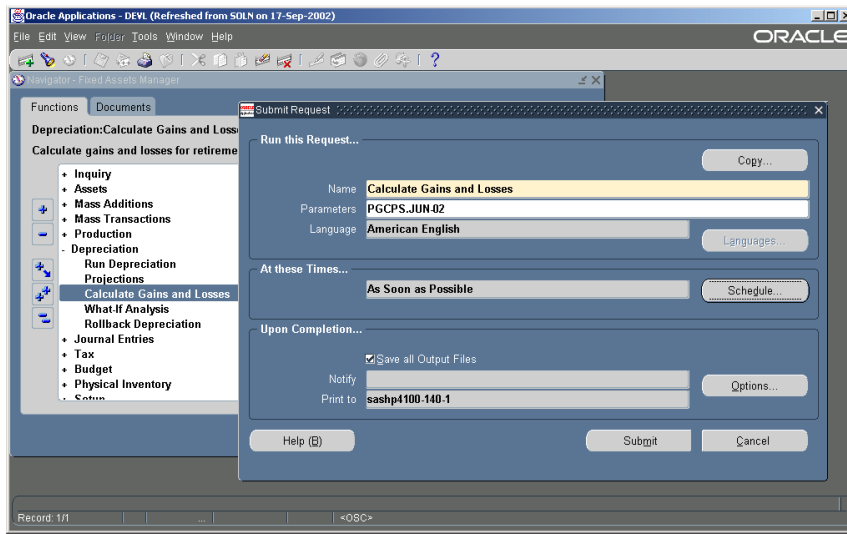 Oracle Applications - DEVL (Refreshed from SOLN on 17-Sep-2002)
File Edit View Folder Tools Window Help
ORACLE
Navigator - Fixed Assets Manager
Functions Documents
Depreciation:Calculate Gains and Loss
Calculate gains and losses for retireme
+ Inquiry
+ Assets
+ Mass Additions
+ Mass Transactions
+ Production
- Depreciation
Run Depreciation
Projections
Calculate Gains and Losses
What-If Analysis
Rollback Depreciation
+ Journal Entries
+ Tax
+ Budget
+ Physical Inventory
+ Setup
Submit Request
Run this Request...
Copy...
Name Calculate Gains and Losses
Parameters PGCPS.JUN-02
Language American English
Languages...
At these Times...
As Soon as Possible
Schedule...
Upon Completion...
Save all Output Files
Notify
Options...
Print to sashp4100-140-1
Help (B)
Submit
Cancel
Record: 1/1 ... <OSC>